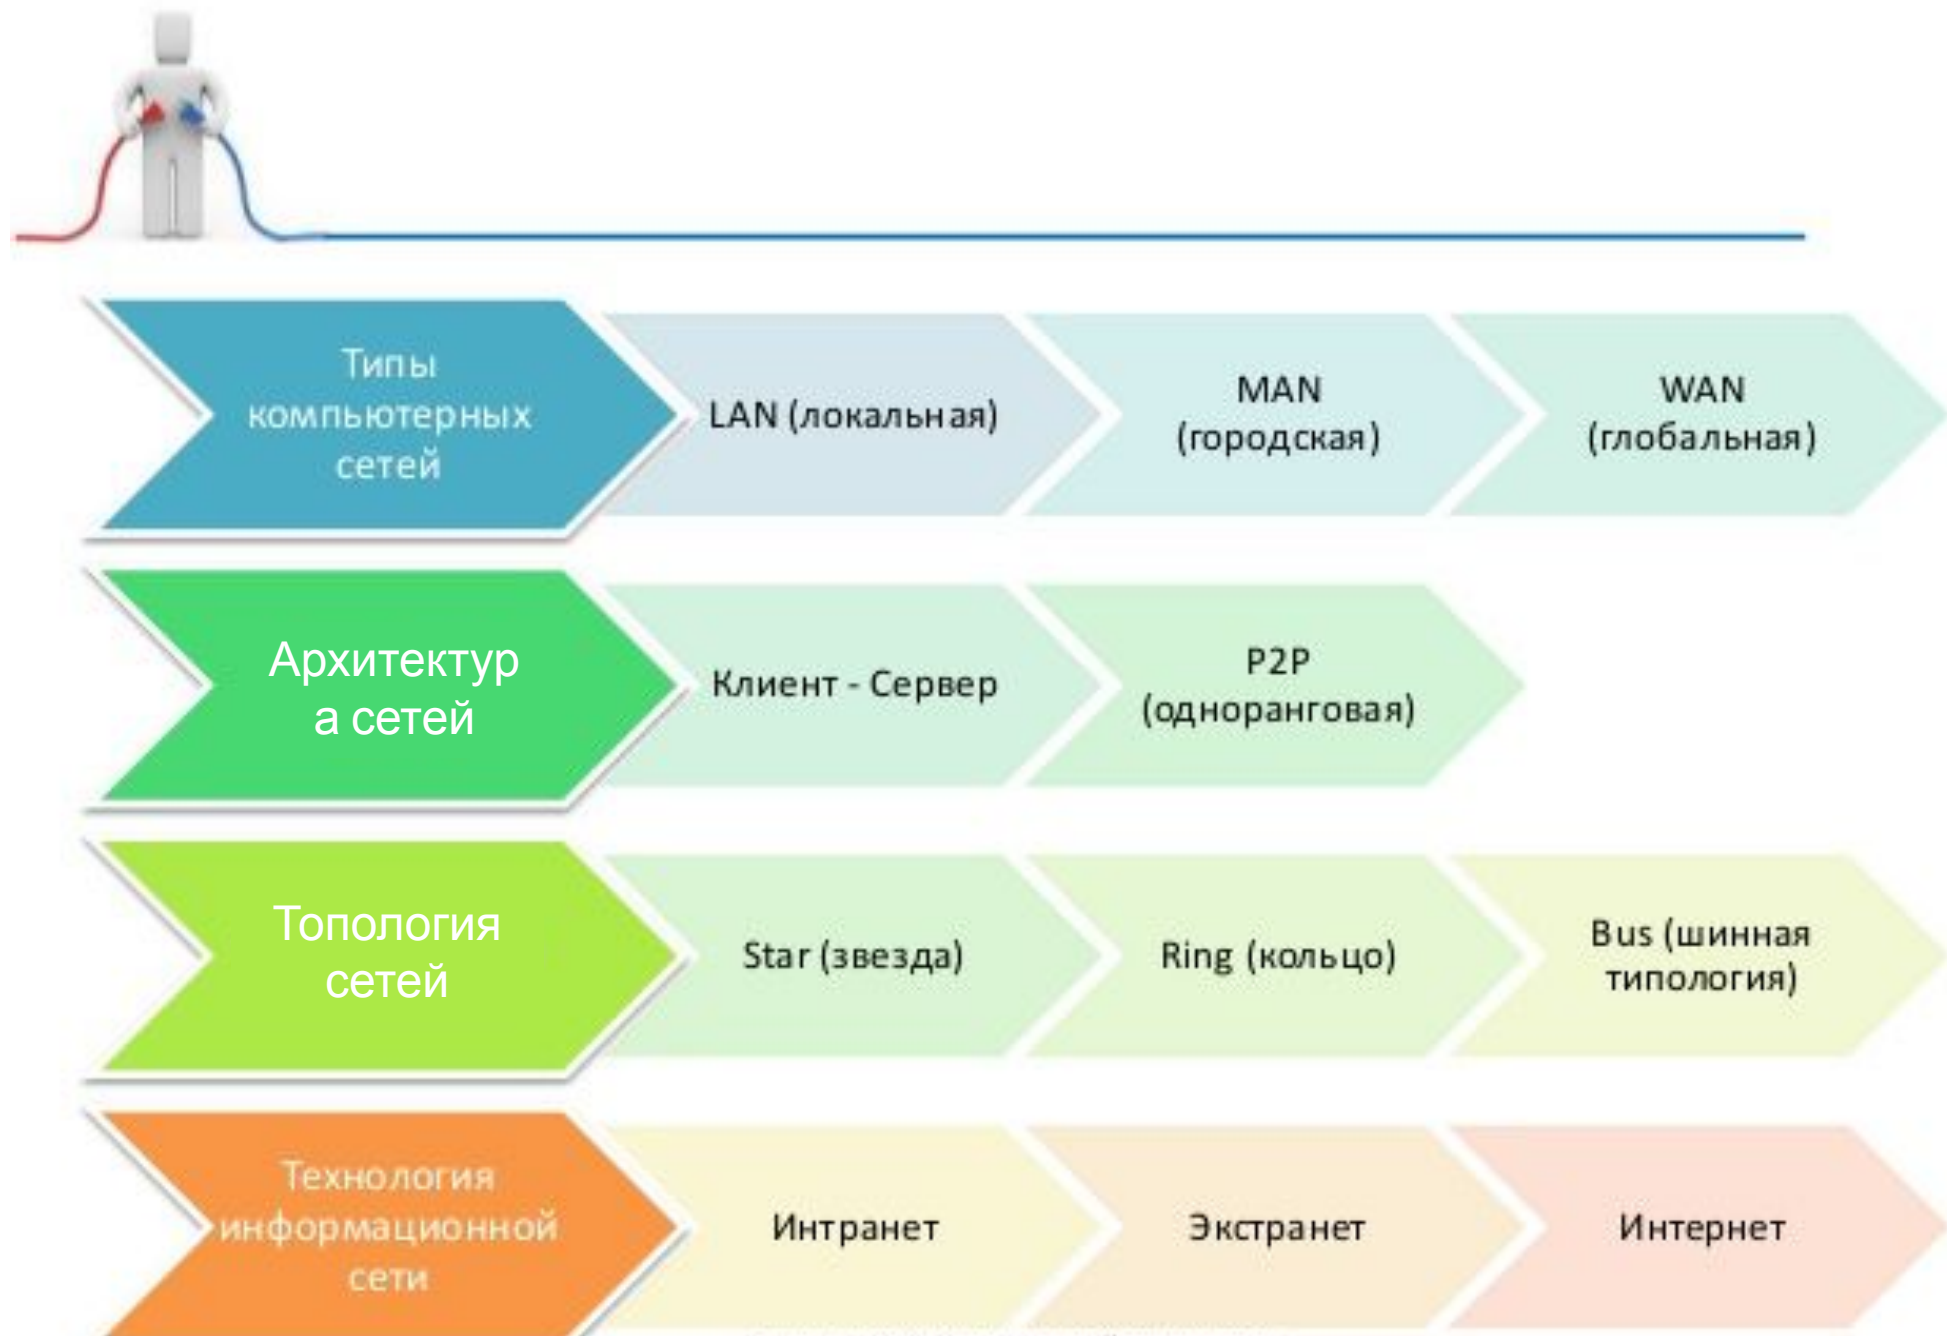 Типы
компьютерных
сетей
LAN (локальная)
MAN
(городская)
WAN
(глобальная)
Архитектур
а сетей
Клиент - Сервер
P2P
(одноранговая)
Топология
сетей
Star (звезда)
Ring (кольцо)
Bus (шинная
типология)
Технология
информационной
сети
Интранет
Экстранет
Интернет